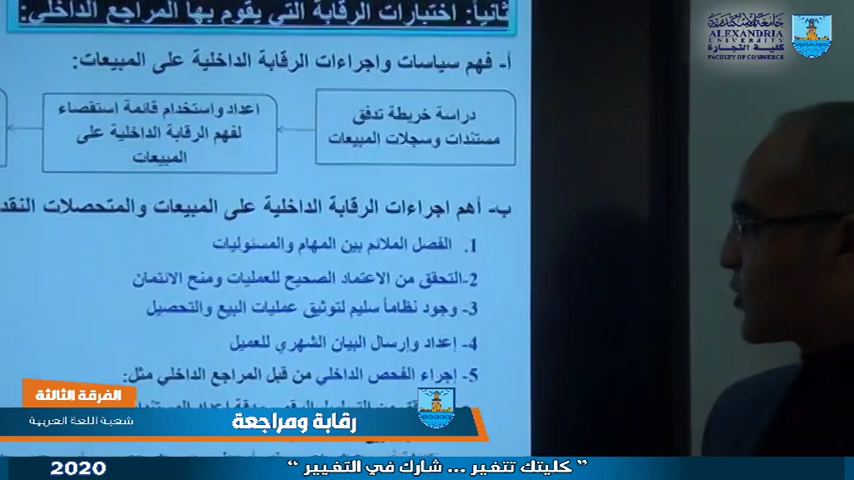 ثانياً: اختبارات الرقابة التي يقوم بها المراجع الداخلي:
جامعة الإسكندرية
ALEXANDRIA
UNIVERSITY
كلية التجارة
FACULTY OF COMMERCE
أ- فهم سياسات واجراءات الرقابة الداخلية على المبيعات:
دراسة خريطة تدفق
مستندات وسجلات المبيعات
اعداد واستخدام قائمة استقصاء
لفهم الرقابة الداخلية على
المبيعات
ب- أهم اجراءات الرقابة الداخلية على المبيعات والمتحصلات النقد
1. الفصل الملائم بين المهام والمسئوليات
2-التحقق من الاعتماد الصحيح للعمليات ومنح الائتمان
3- وجود نظاماً سليم لتوثيق عمليات البيع والتحصيل
4- إعداد وإرسال البيان الشهري للعميل
5- إجراء الفحص الداخلي من قبل المراجع الداخلي مثل:
الفرقة الثالثة
شعبة اللغة العربية
رقابة ومراجعة
2020
” كليتك تتغير ... شارك في التغيير “